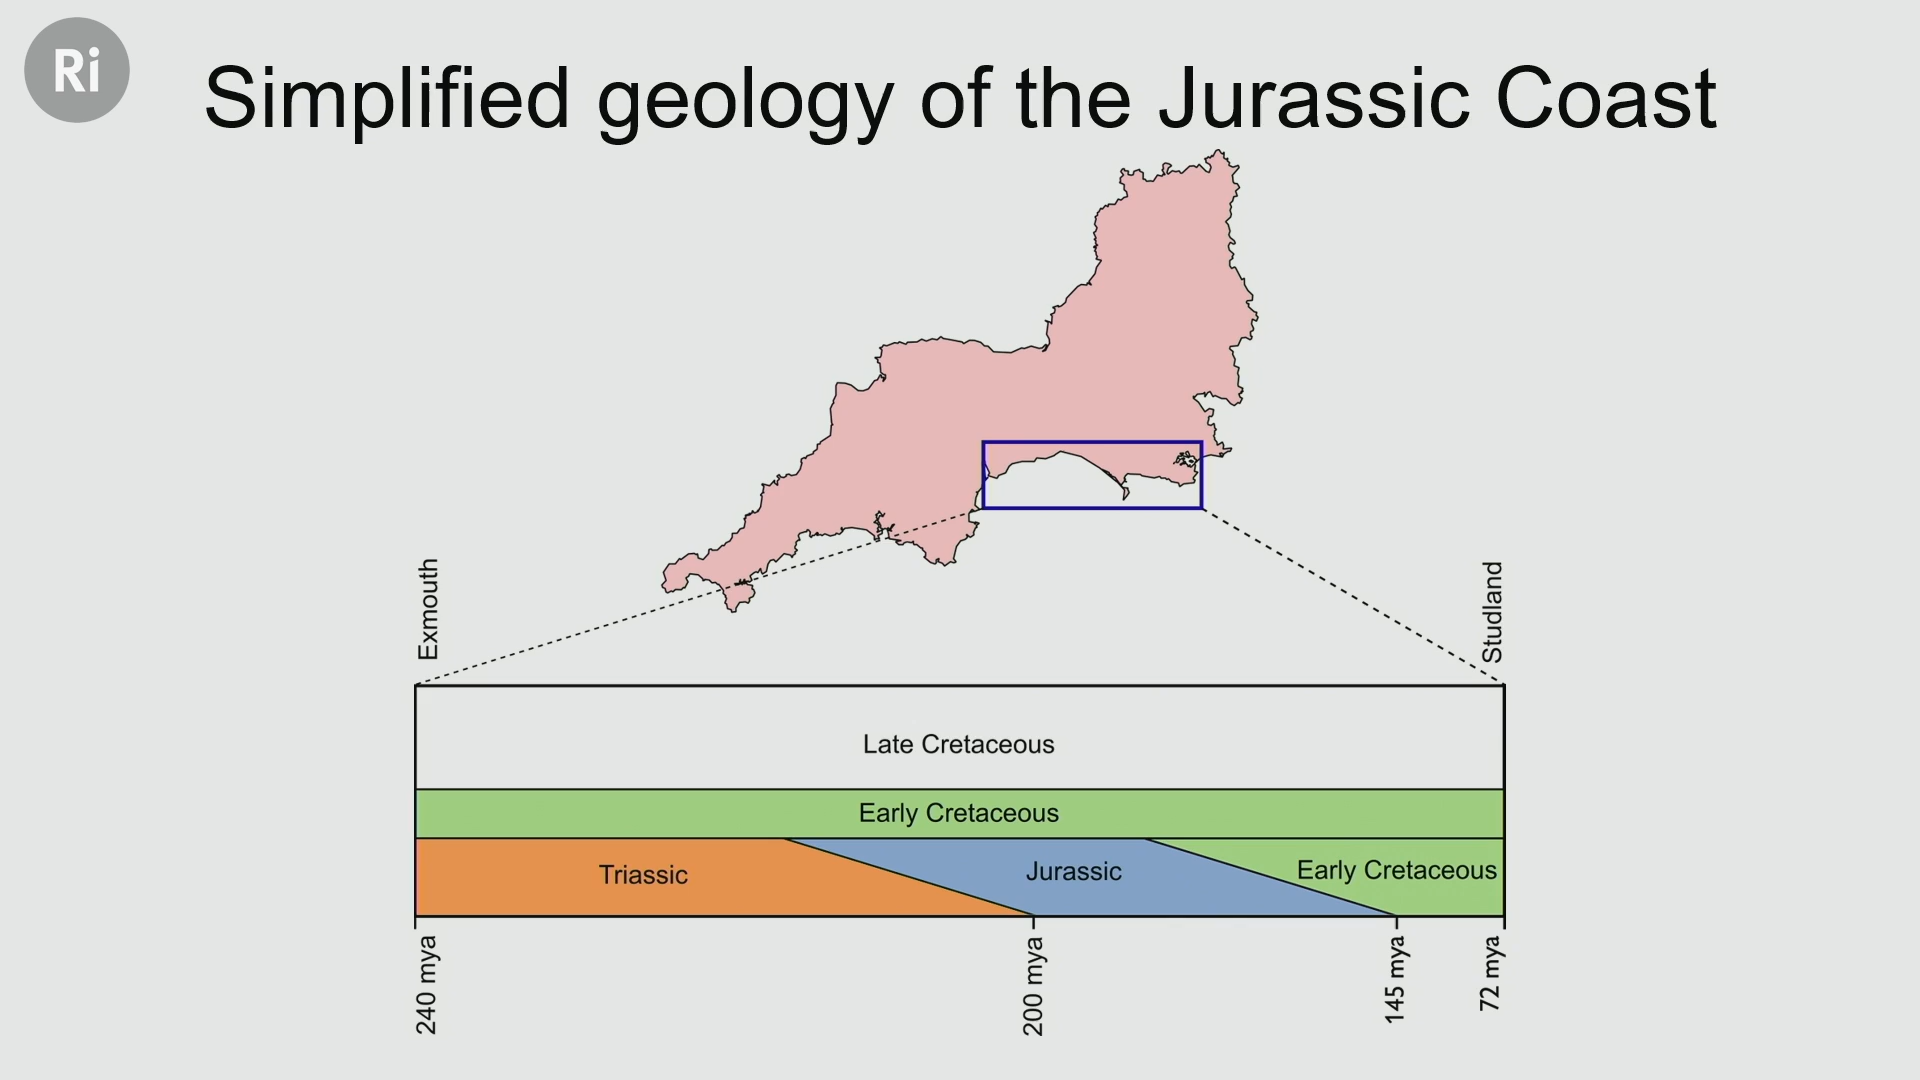 Ri
Simplified geology of the Jurassic Coast
Exmouth
Studland
Late Cretaceous
Early Cretaceous
Triassic
Jurassic
Early Cretaceous
240 mya
200 mya
145 mya
72 mya